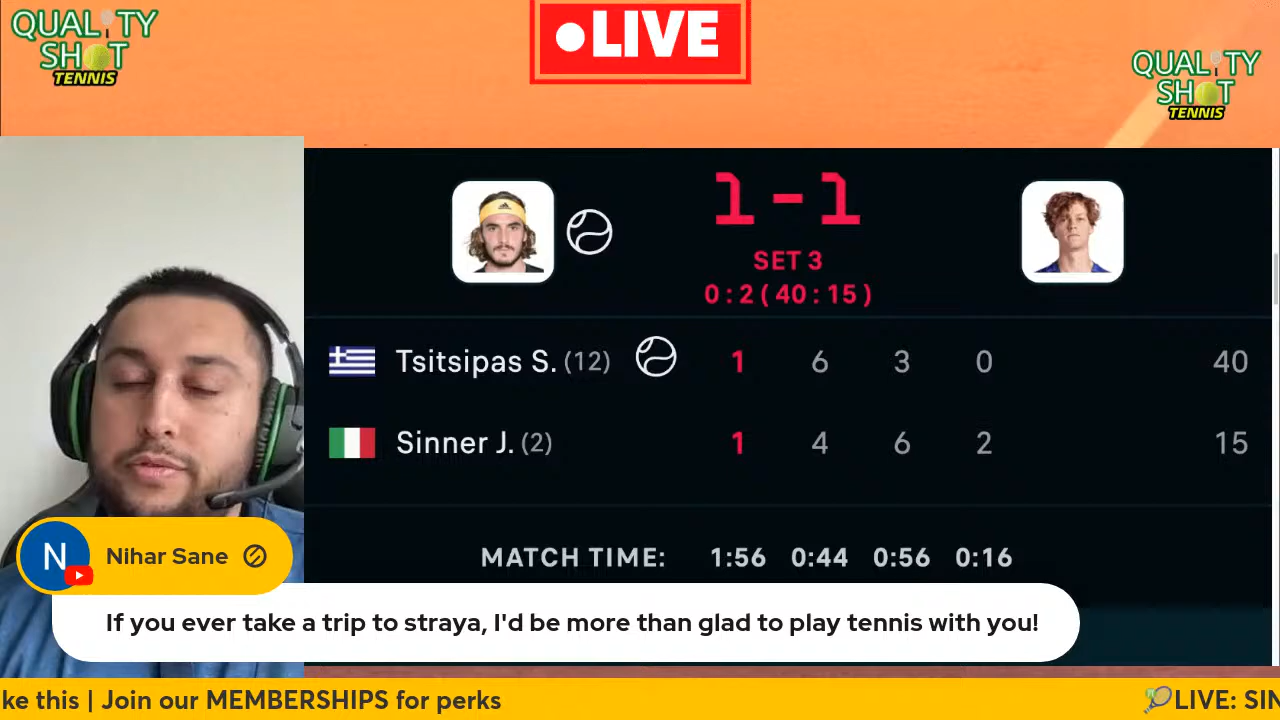 QUALITY
SHOT
TENNIS
LIVE
QUALITY
SHOT
TENNIS
1-1
SET 3
0 : 2 ( 40 : 15 )
Tsitsipas S. (12) 1 6 3 0 40
Sinner J. (2) 1 4 6 2 15
MATCH TIME: 1:56 0:44 0:56 0:16
N Nihar Sane
If you ever take a trip to straya, I'd be more than glad to play tennis with you!
ke this | Join our MEMBERSHIPS for perks LIVE: SIN